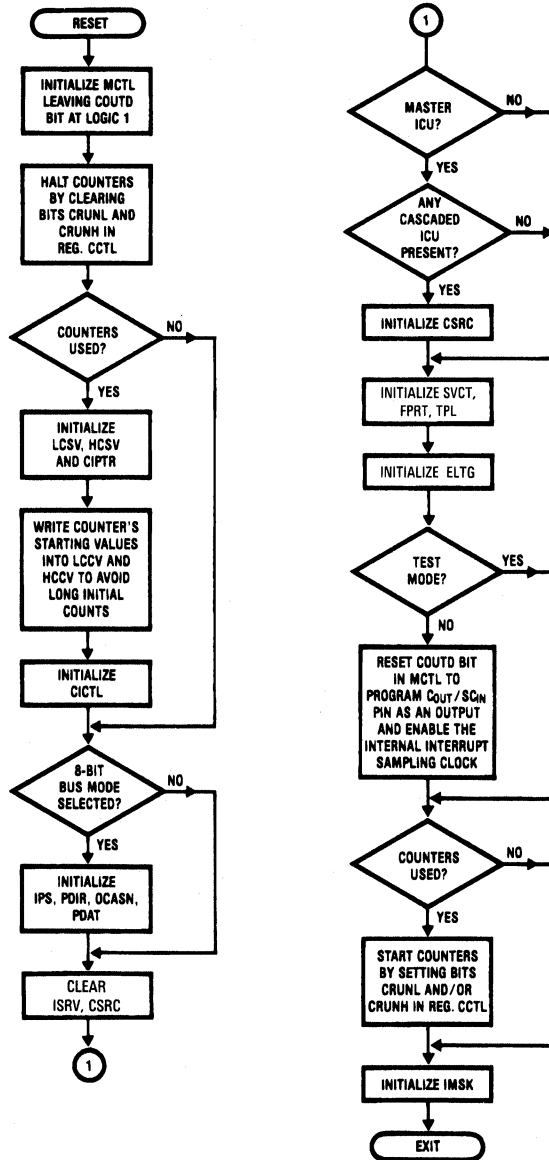 RESET
INITIALIZE MCTL
LEAVING COUTD
BIT AT LOGIC 1
HALT COUNTERS
BY CLEARING
BITS CRUNL AND
CRUNH IN
REG. CCTL
COUNTERS
USED?
NO
YES
INITIALIZE
LCSV, HCSV
AND CIPTR
WRITE COUNTER'S
STARTING VALUES
INTO LCCV AND
HCCV TO AVOID
LONG INITIAL
COUNTS
INITIALIZE
CICTL
8-BIT
BUS MODE
SELECTED?
NO
YES
INITIALIZE
IPS, PDIR, OCASN,
PDAT
CLEAR
ISRV, CSRC
1
1
MASTER
ICU?
NO
YES
ANY
CASCADED
ICU
PRESENT?
NO
YES
INITIALIZE CSRC
INITIALIZE SVCT,
FPRT, TPL
INITIALIZE ELTG
TEST
MODE?
YES
NO
RESET COUTD BIT
IN MCTL TO
PROGRAM COUT/SCIN
PIN AS AN OUTPUT
AND ENABLE THE
INTERNAL INTERRUPT
SAMPLING CLOCK
COUNTERS
USED?
NO
YES
START COUNTERS
BY SETTING BITS
CRUNL AND/OR
CRUNH IN REG. CCTL
INITIALIZE IMSK
EXIT